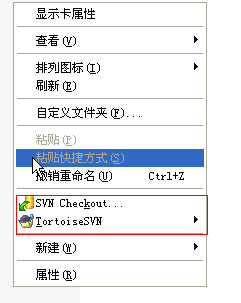 显示卡属性
查看(V)
排列图标(I)
刷新(E)
自定义文件夹(F)...
粘贴(P)
粘贴快捷方式(S)
撤销重命名(U) Ctrl+Z
SVN Checkout...
TortoiseSVN
新建(W)
属性(R)